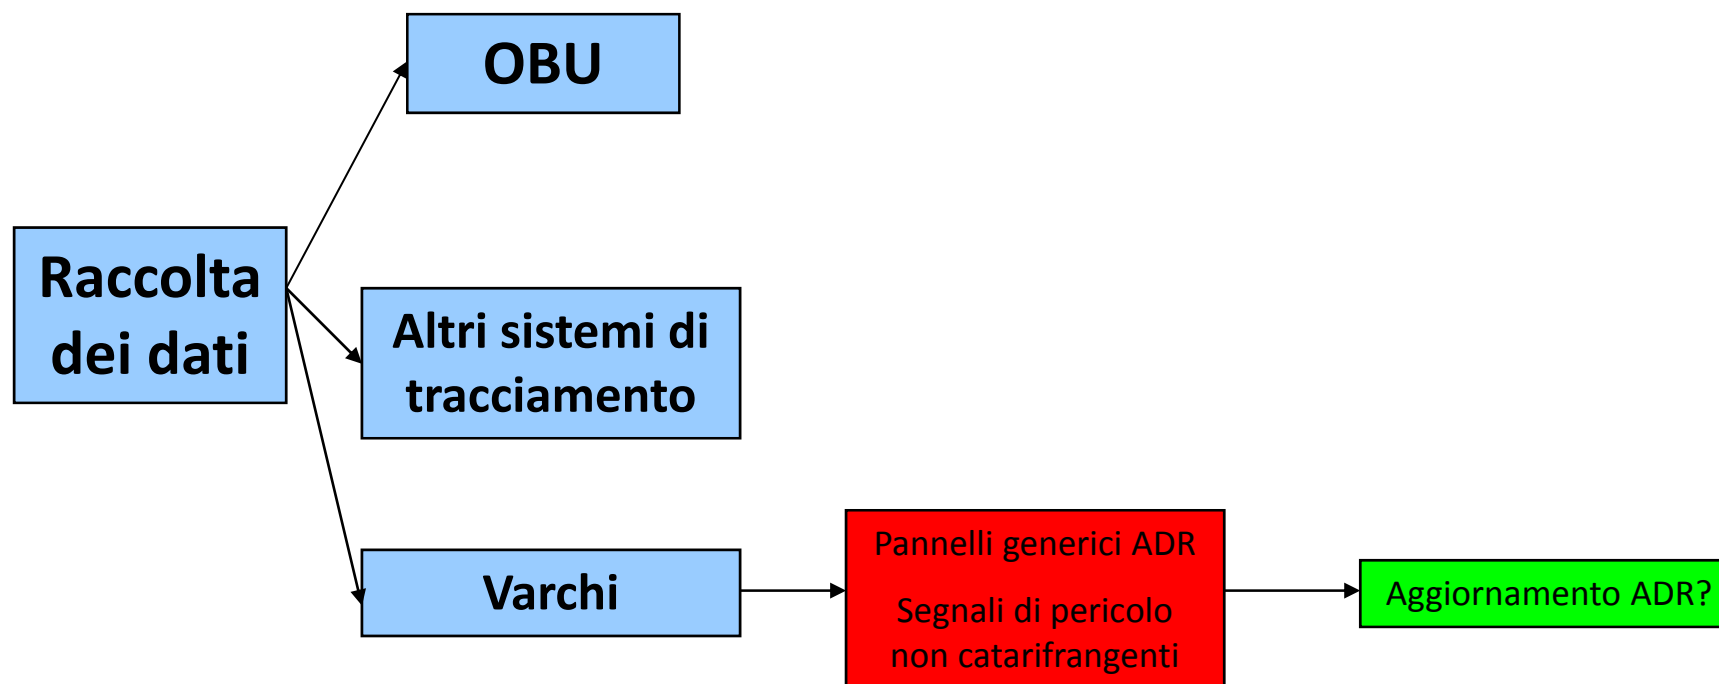 OBU
Raccolta
dei dati
Altri sistemi di
tracciamento
Varchi
Pannelli generici ADR
Segnali di pericolo
non catarifrangenti
Aggiornamento ADR?